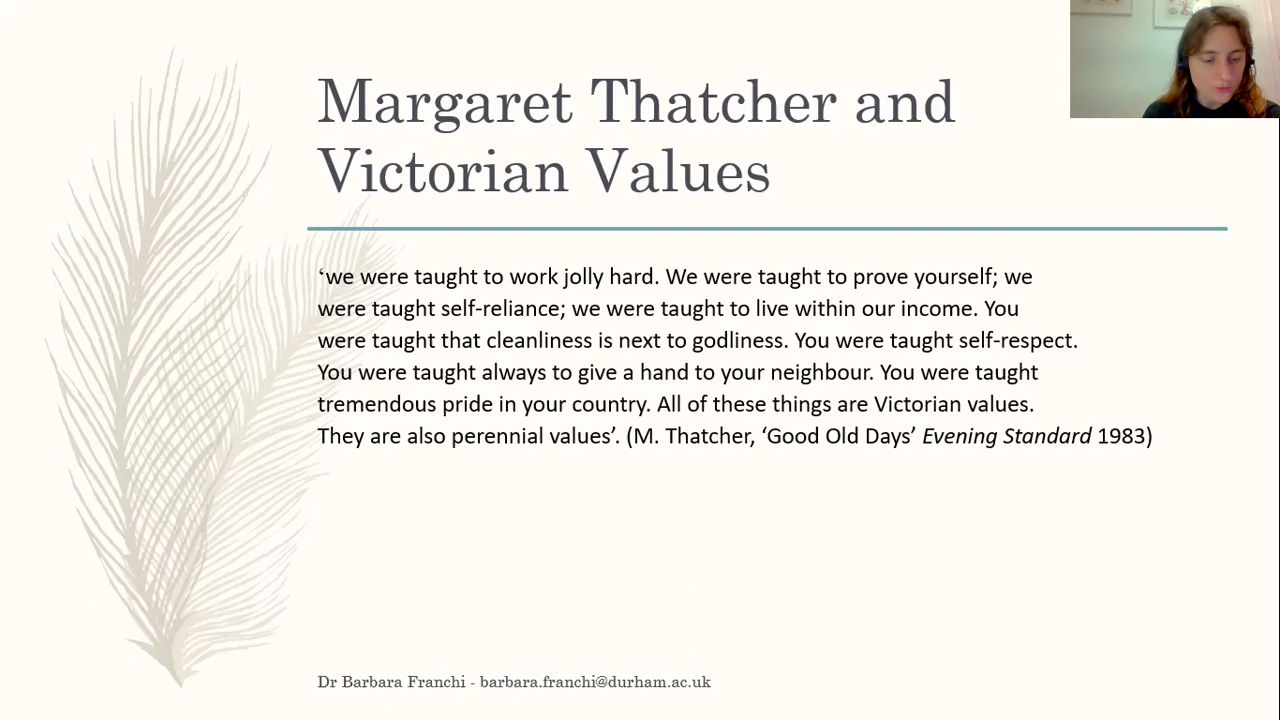 Margaret Thatcher and
Victorian Values
‘we were taught to work jolly hard. We were taught to prove yourself; we
were taught self-reliance; we were taught to live within our income. You
were taught that cleanliness is next to godliness. You were taught self-respect.
You were taught always to give a hand to your neighbour. You were taught
tremendous pride in your country. All of these things are Victorian values.
They are also perennial values’. (M. Thatcher, ‘Good Old Days’ Evening Standard 1983)
Dr Barbara Franchi - barbara.franchi@durham.ac.uk